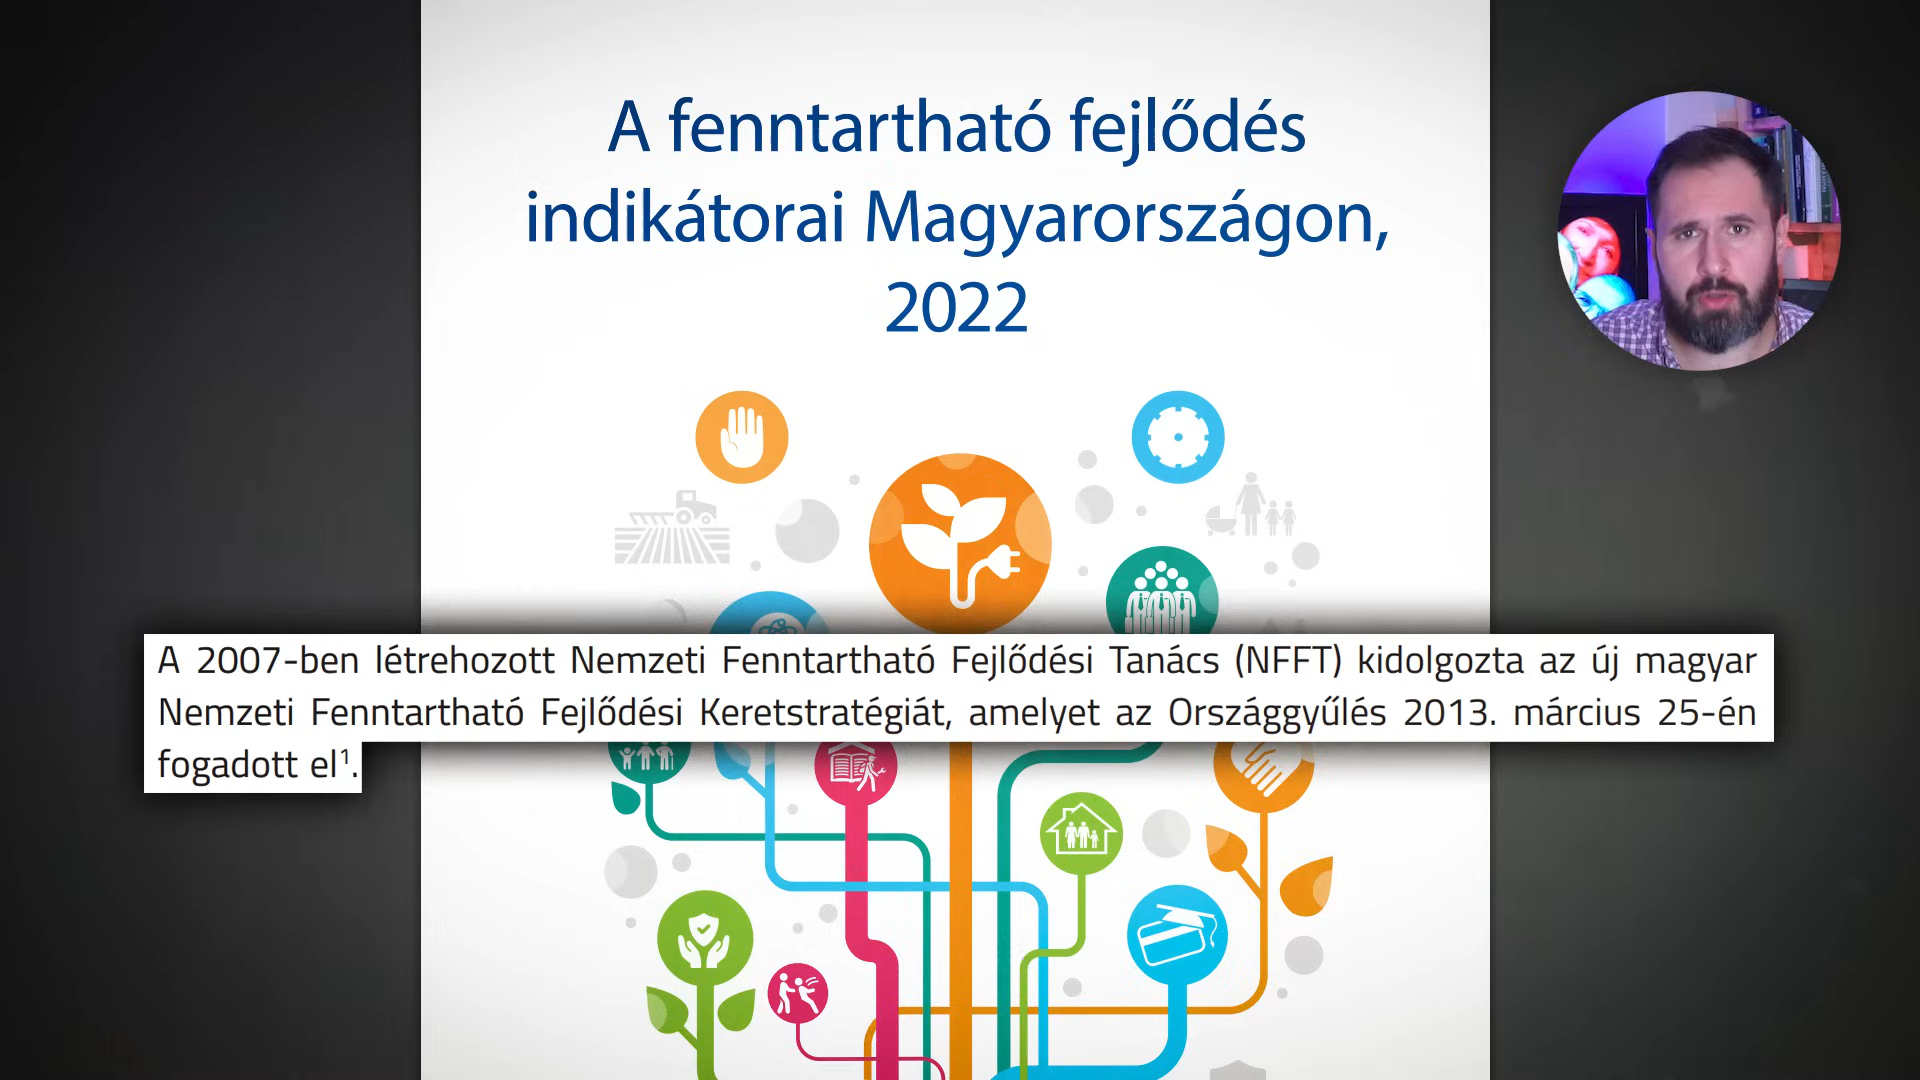 A fenntartható fejlődés
indikátorai Magyarországon,
2022
A 2007-ben létrehozott Nemzeti Fenntartható Fejlődési Tanács (NFFT) kidolgozta az új magyar
Nemzeti Fenntartható Fejlődési Keretstratégiát, amelyet az Országgyűlés 2013. március 25-én
fogadott el¹.